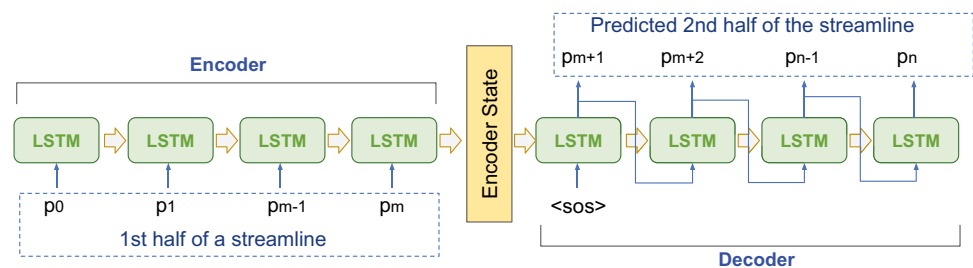 Predicted 2nd half of the streamline
Encoder
pm+1 pm+2 pn-1 pn
LSTM LSTM LSTM LSTM
Encoder State
LSTM LSTM LSTM LSTM
p0 p1 pm-1 pm
<sos>
1st half of a streamline
Decoder